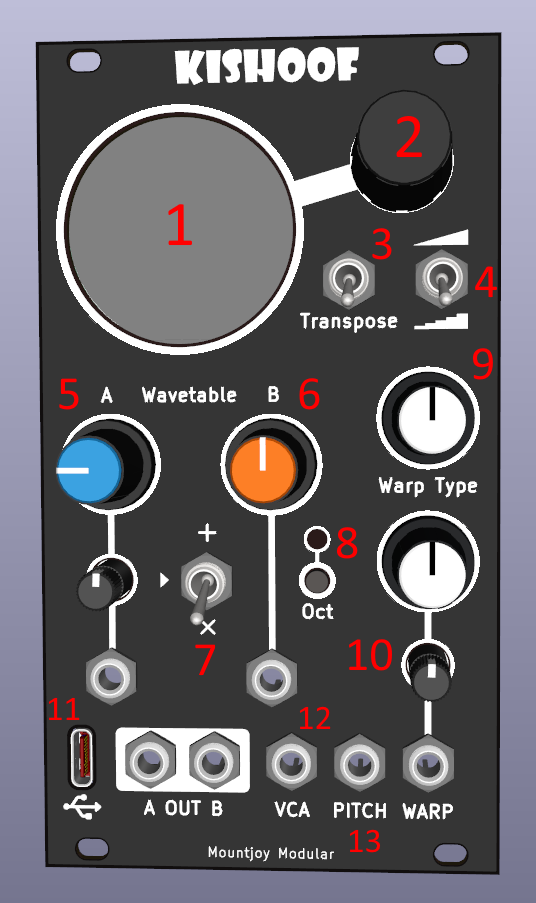 KISHOOF
1
2
3
4
Transpose
5 A Wavetable B 6
9
Warp Type
+
8
Oct
×
7
10
11
12
A OUT B VCA PITCH WARP
13
Mountjoy Modular